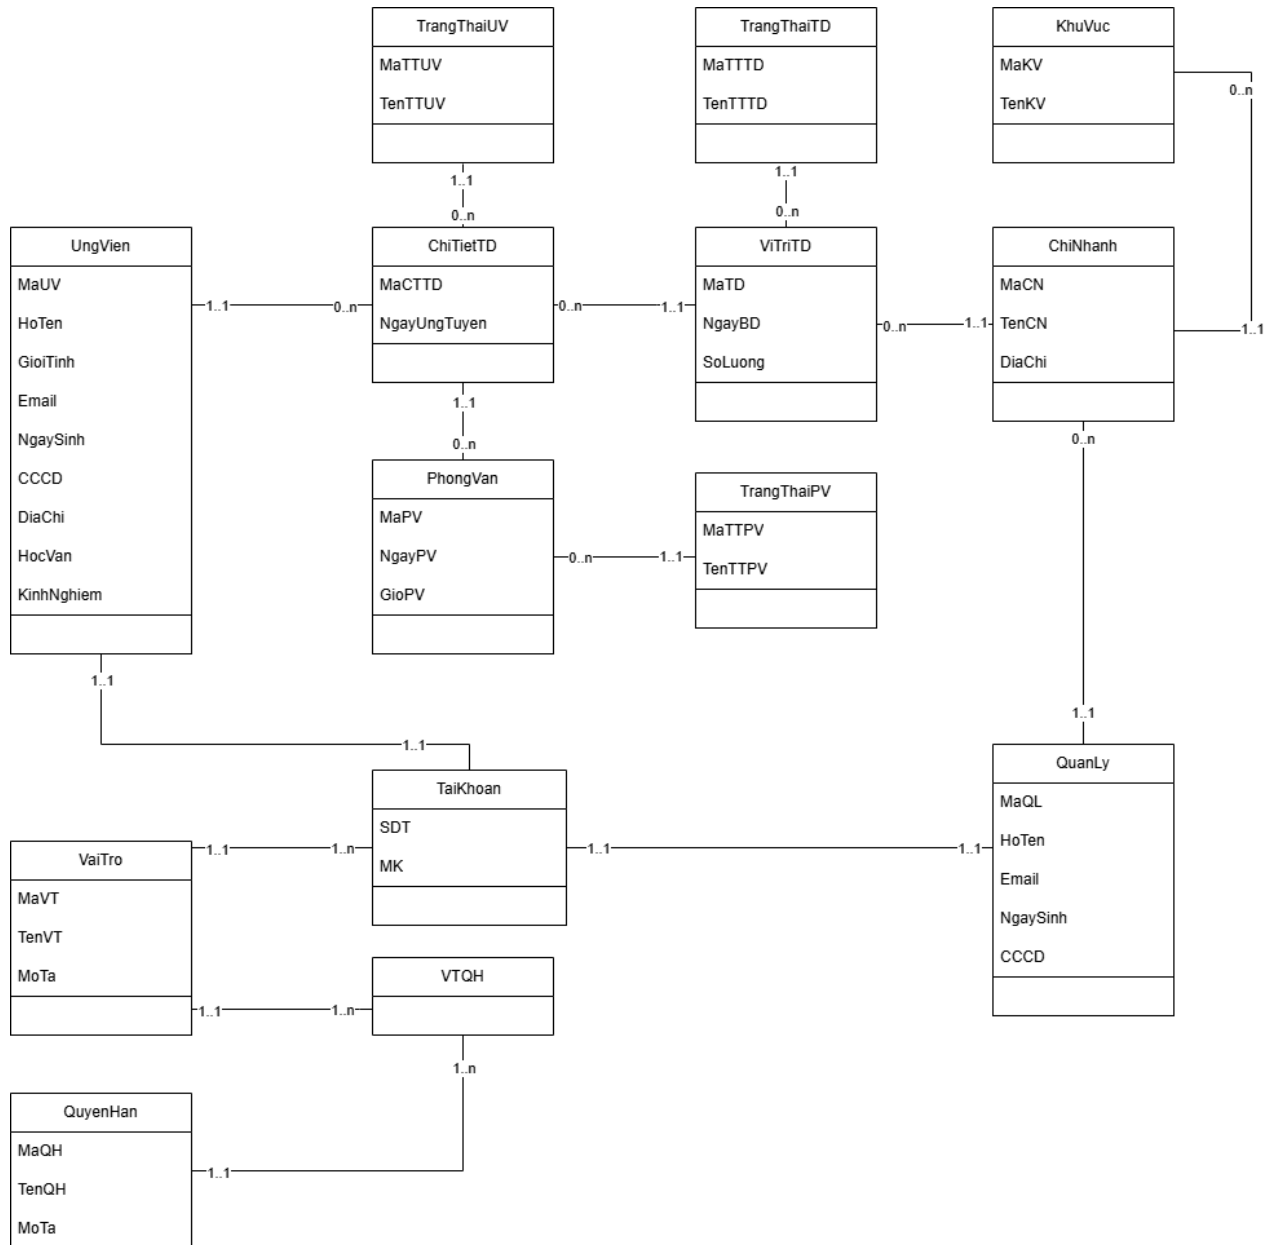 TrangThaiUV
MaTTUV
TenTTUV
1..1
0..n
TrangThaiTD
MaTTTD
TenTTTD
1..1
0..n
KhuVuc
MaKV
TenKV
0..n
1..1
UngVien
MaUV
HoTen
GioiTinh
Email
NgaySinh
CCCD
DiaChi
HocVan
KinhNghiem
1..1
0..n
ChiTietTD
MaCTTD
NgayUngTuyen
0..n
1..1
ViTriTD
MaTD
NgayBD
SoLuong
0..n
1..1
ChiNhanh
MaCN
TenCN
DiaChi
1..1
0..n
PhongVan
MaPV
NgayPV
GioPV
0..n
1..1
TrangThaiPV
MaTTPV
TenTTPV
0..n
1..1
1..1
1..1
TaiKhoan
SDT
MK
1..1
1..1
QuanLy
MaQL
HoTen
Email
NgaySinh
CCCD
VaiTro
MaVT
TenVT
MoTa
1..1
1..n
1..1
1..n
VTQH
1..n
1..1
QuyenHan
MaQH
TenQH
MoTa